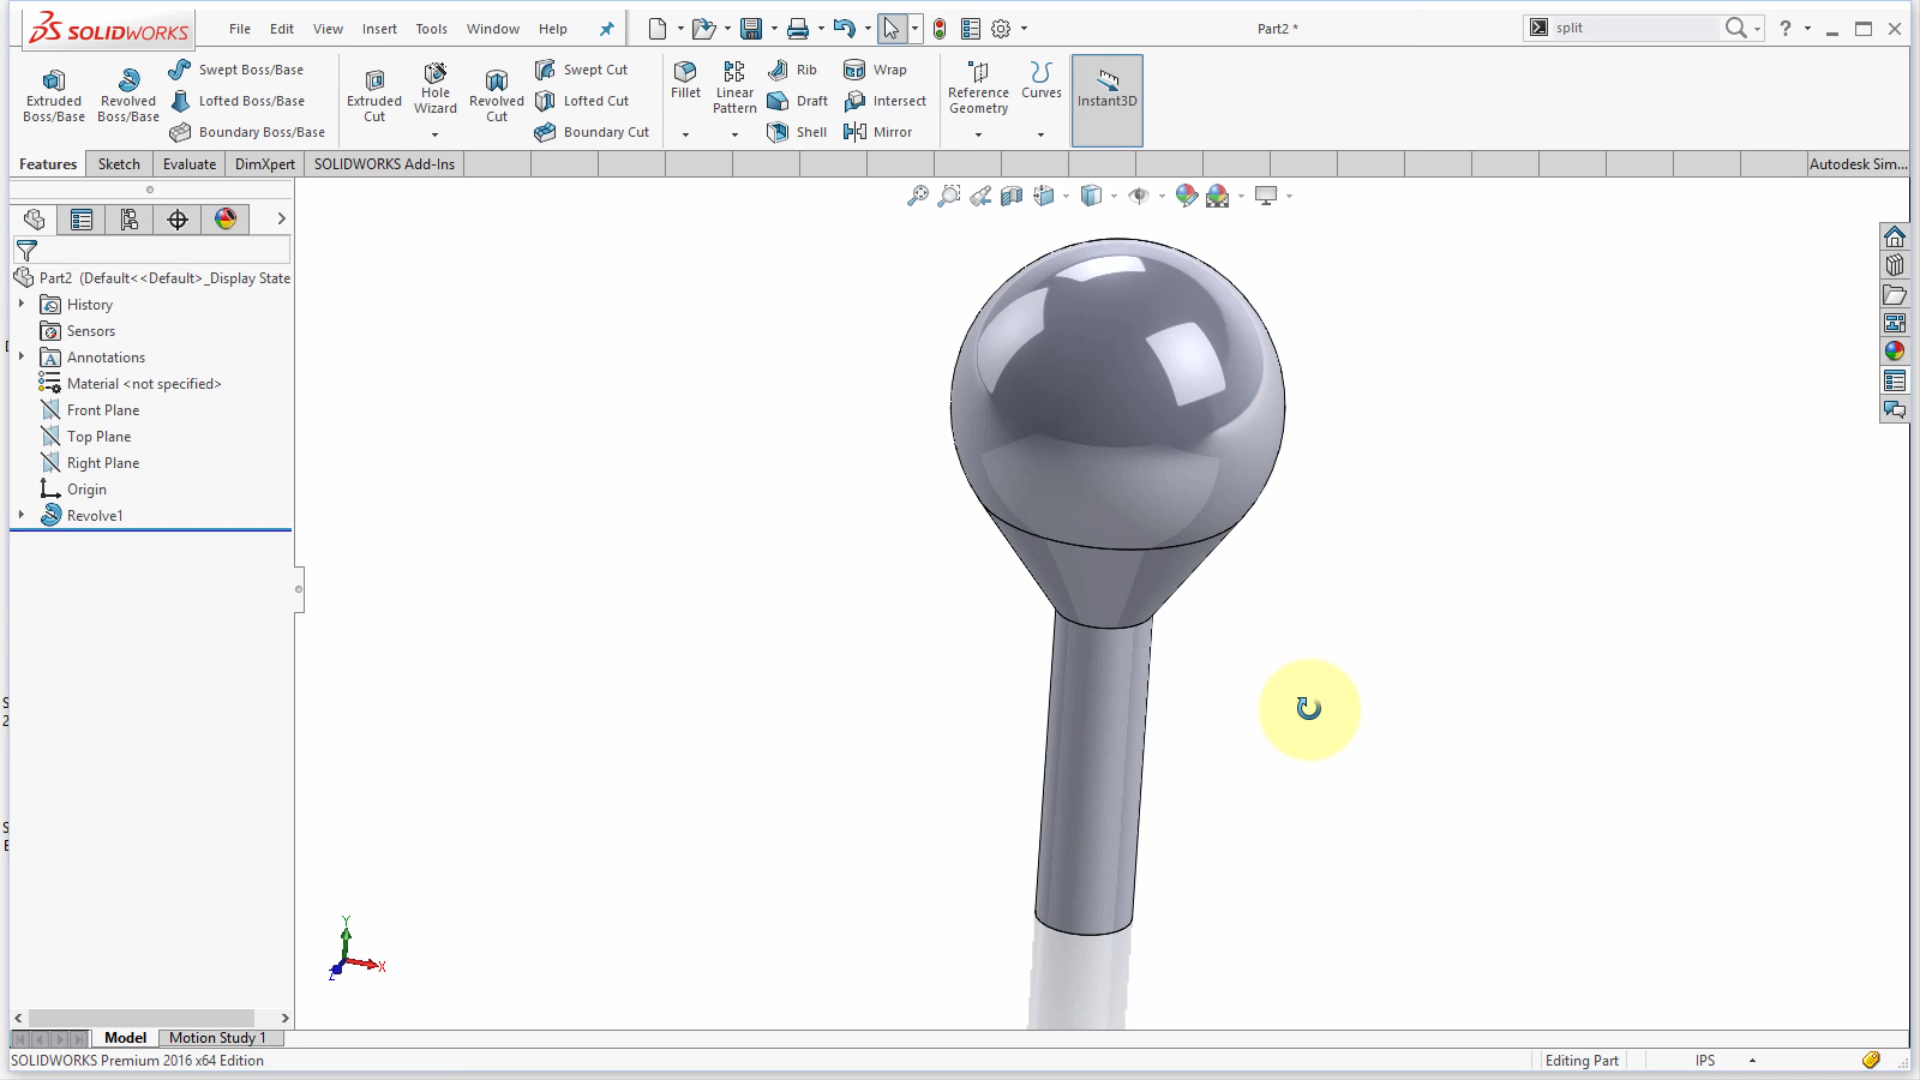 SOLIDWORKS
File Edit View Insert Tools Window Help
Part2 *
split
?
Extruded Boss/Base
Revolved Boss/Base
Swept Boss/Base
Lofted Boss/Base
Boundary Boss/Base
Extruded Cut
Hole Wizard
Revolved Cut
Swept Cut
Lofted Cut
Boundary Cut
Fillet
Linear Pattern
Rib
Draft
Shell
Wrap
Intersect
Mirror
Reference Geometry
Curves
Instant3D
Features Sketch Evaluate DimXpert SOLIDWORKS Add-Ins
Autodesk Sim...
Part2 (Default<<Default>_Display State
History
Sensors
A Annotations
Material <not specified>
Front Plane
Top Plane
Right Plane
Origin
Revolve1
Y
X
Z
Model Motion Study 1
SOLIDWORKS Premium 2016 x64 Edition
Editing Part
IPS